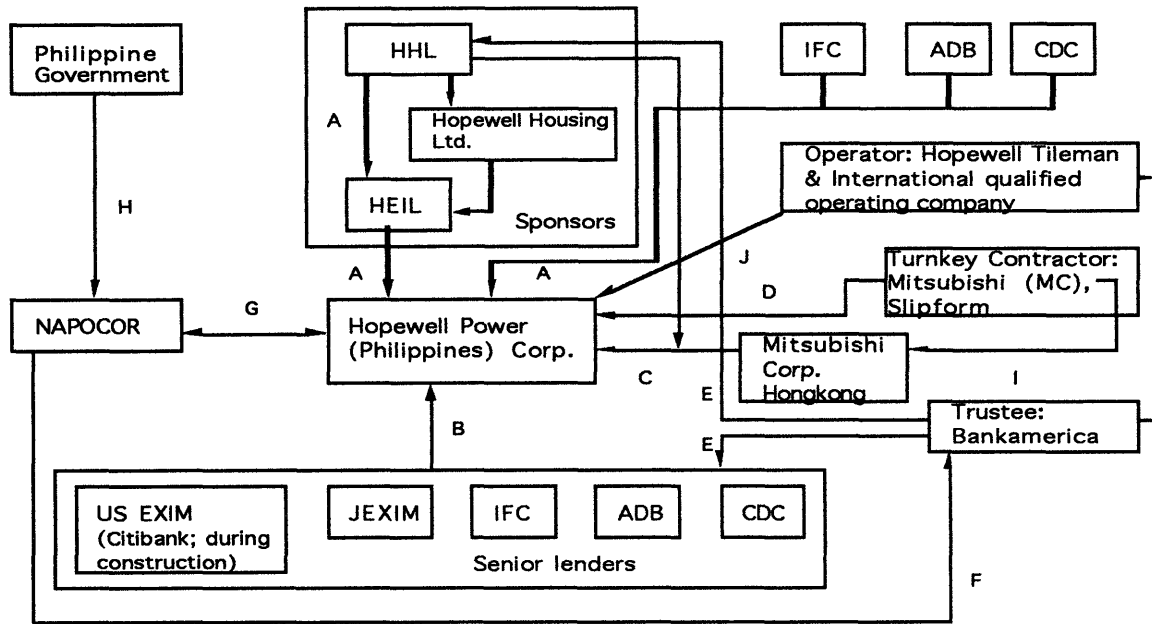 Philippine
Government
HHL
IFC
ADB
CDC
A
Hopewell Housing
Ltd.
Operator: Hopewell Tileman
& International qualified
operating company
H
HEIL
Sponsors
A
A
J
Turnkey Contractor:
Mitsubishi (MC),
Slipform
D
NAPOCOR
G
Hopewell Power
(Philippines) Corp.
Mitsubishi
Corp.
Hongkong
C
I
E
Trustee:
Bankamerica
B
E
US EXIM
(Citibank; during
construction)
JEXIM
IFC
ADB
CDC
Senior lenders
F